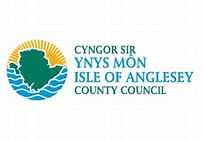 CYNGOR SIR
YNYS MÔN
ISLE OF ANGLESEY
COUNTY COUNCIL